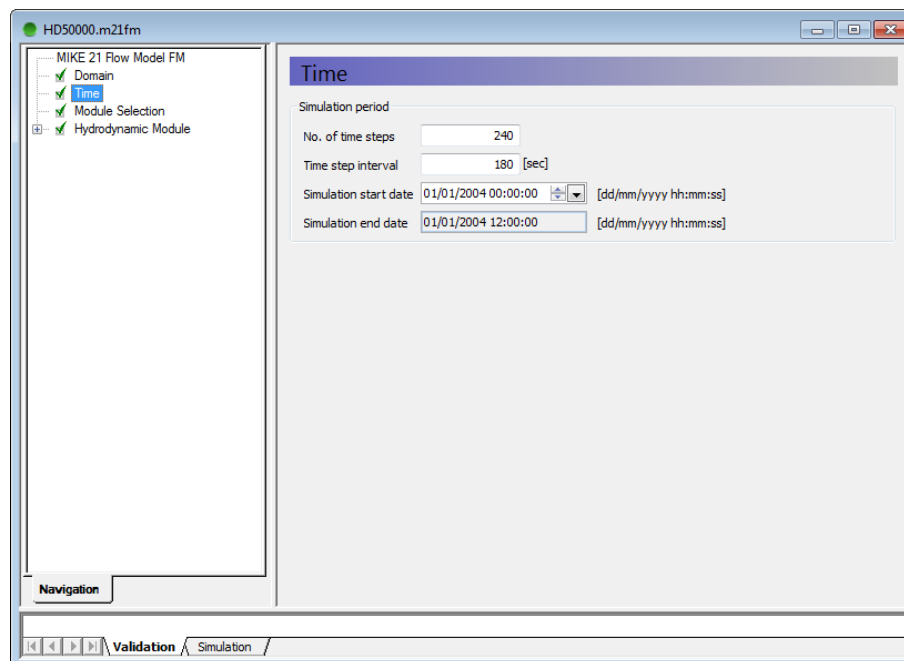 HD50000.m21fm
MIKE 21 Flow Model FM
Domain
Time
Module Selection
Hydrodynamic Module
Navigation
Time
Simulation period
No. of time steps 240
Time step interval 180 [sec]
Simulation start date 01/01/2004 00:00:00 [dd/mm/yyyy hh:mm:ss]
Simulation end date 01/01/2004 12:00:00 [dd/mm/yyyy hh:mm:ss]
Validation Simulation